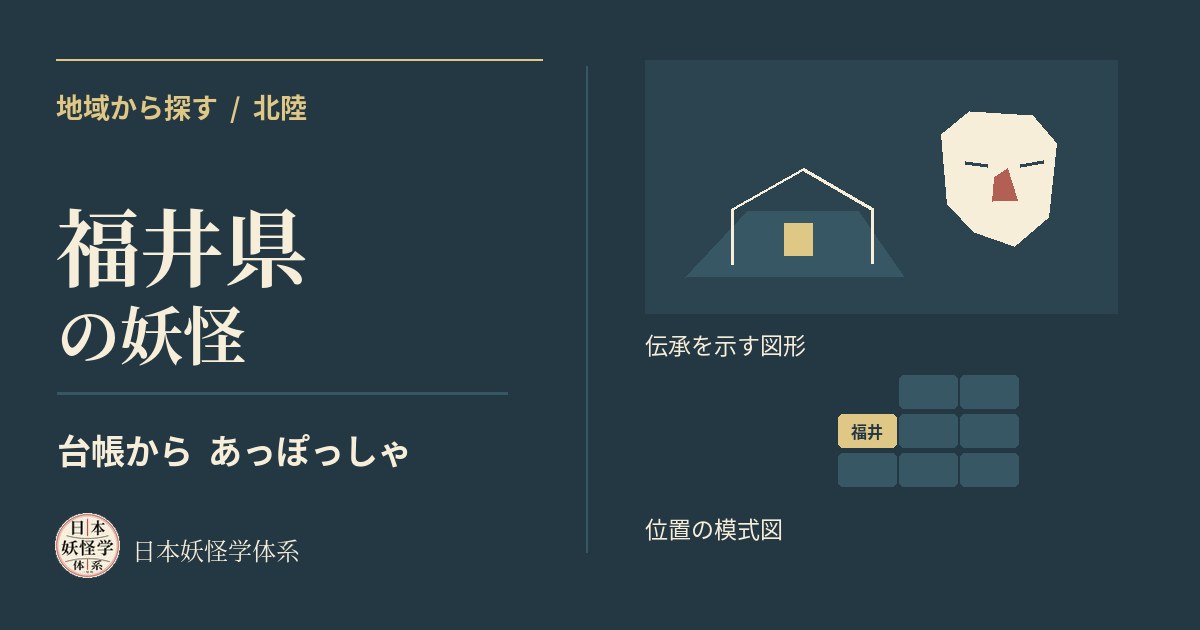 地域から探す / 北陸
福井県
の妖怪
台帳から あっぽっしゃ
日本
妖怪学
体系
日本妖怪学体系
伝承を示す図形
福井
位置の模式図